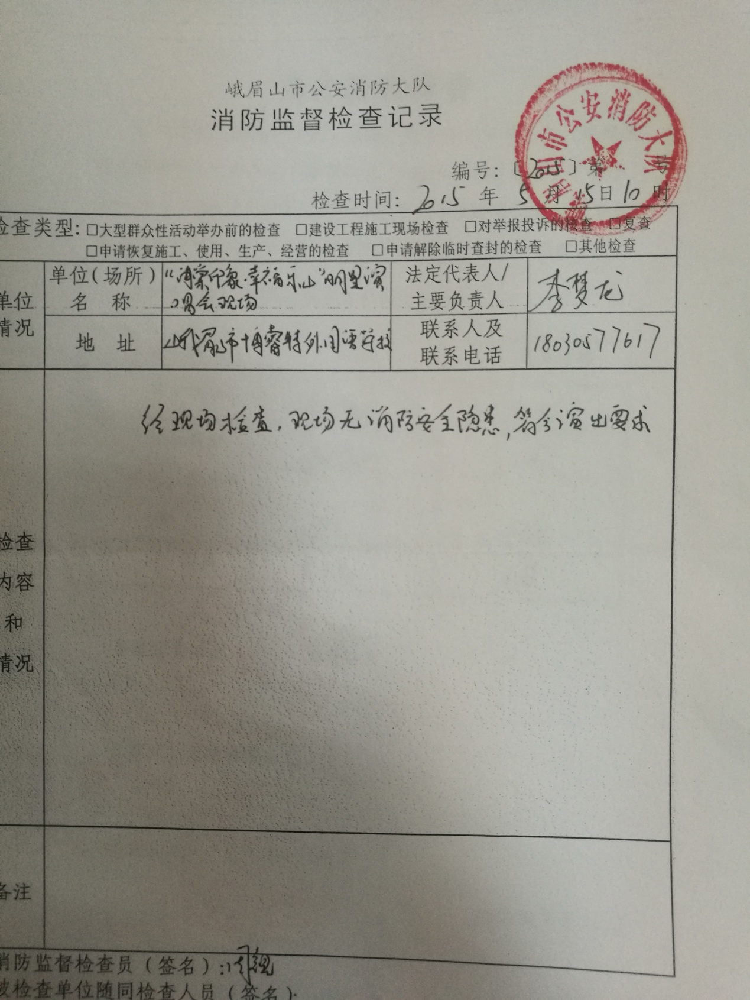 峨眉山市公安消防大队
消防监督检查记录
市公安消防大队
编号:〔2015〕第 号
检查时间: 2015 年 5 月 15日 10 时
检查类型: □大型群众性活动举办前的检查 □建设工程施工现场检查 □对举报投诉的核查 □复查
□申请恢复施工、使用、生产、经营的检查 □申请解除临时查封的检查 □其他检查
单位(场所) 印象·幸福乐山"明星演 法定代表人/ 李梦龙
单位 名 称 唱会现场 主要负责人
情况 联系人及
地 址 峨眉山市博睿特外国语学校 18030577617
联系电话
经现场检查,现场无消防安全隐患,符合演出要求
检查
内容
和
情况
备注
消防监督检查员(签名):
被检查单位随同检查人员(签名)